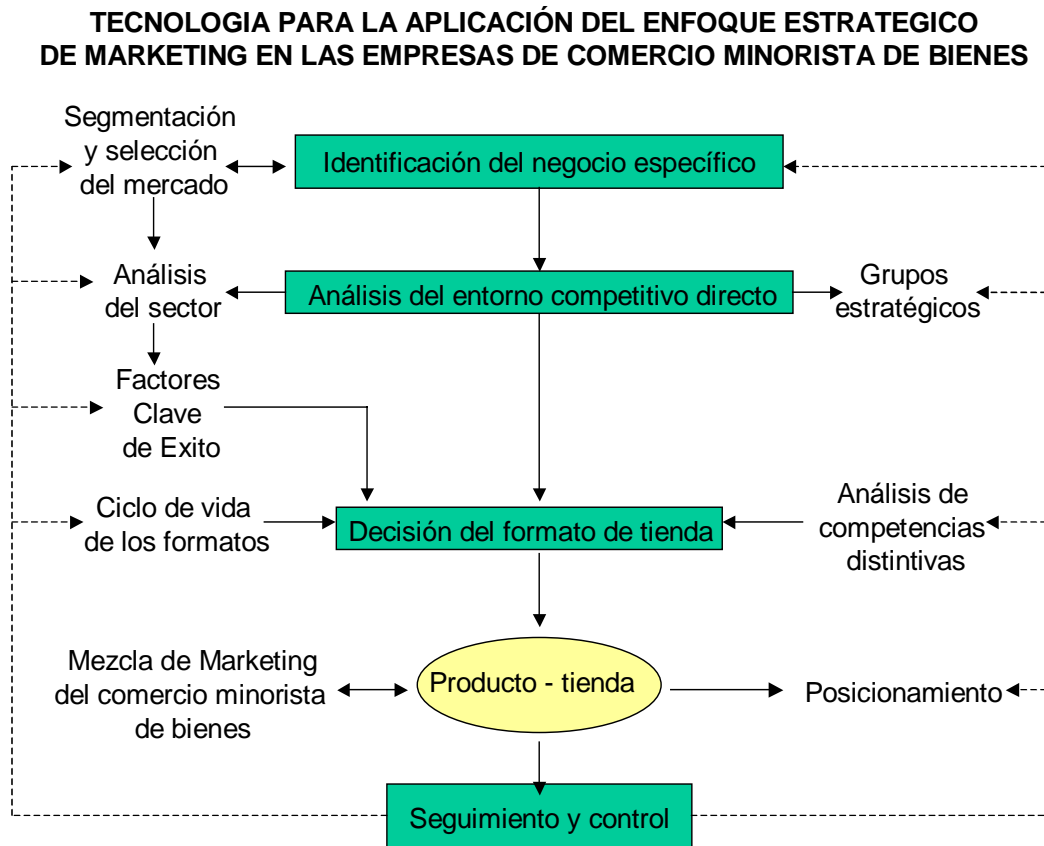 TECNOLOGIA PARA LA APLICACIÓN DEL ENFOQUE ESTRATEGICO
DE MARKETING EN LAS EMPRESAS DE COMERCIO MINORISTA DE BIENES
Segmentación
y selección
del mercado
Identificación del negocio específico
Análisis
del sector
Análisis del entorno competitivo directo
Grupos
estratégicos
Factores
Clave
de Exito
Ciclo de vida
de los formatos
Decisión del formato de tienda
Análisis de
competencias
distintivas
Mezcla de Marketing
del comercio minorista
de bienes
Producto - tienda
Posicionamiento
Seguimiento y control